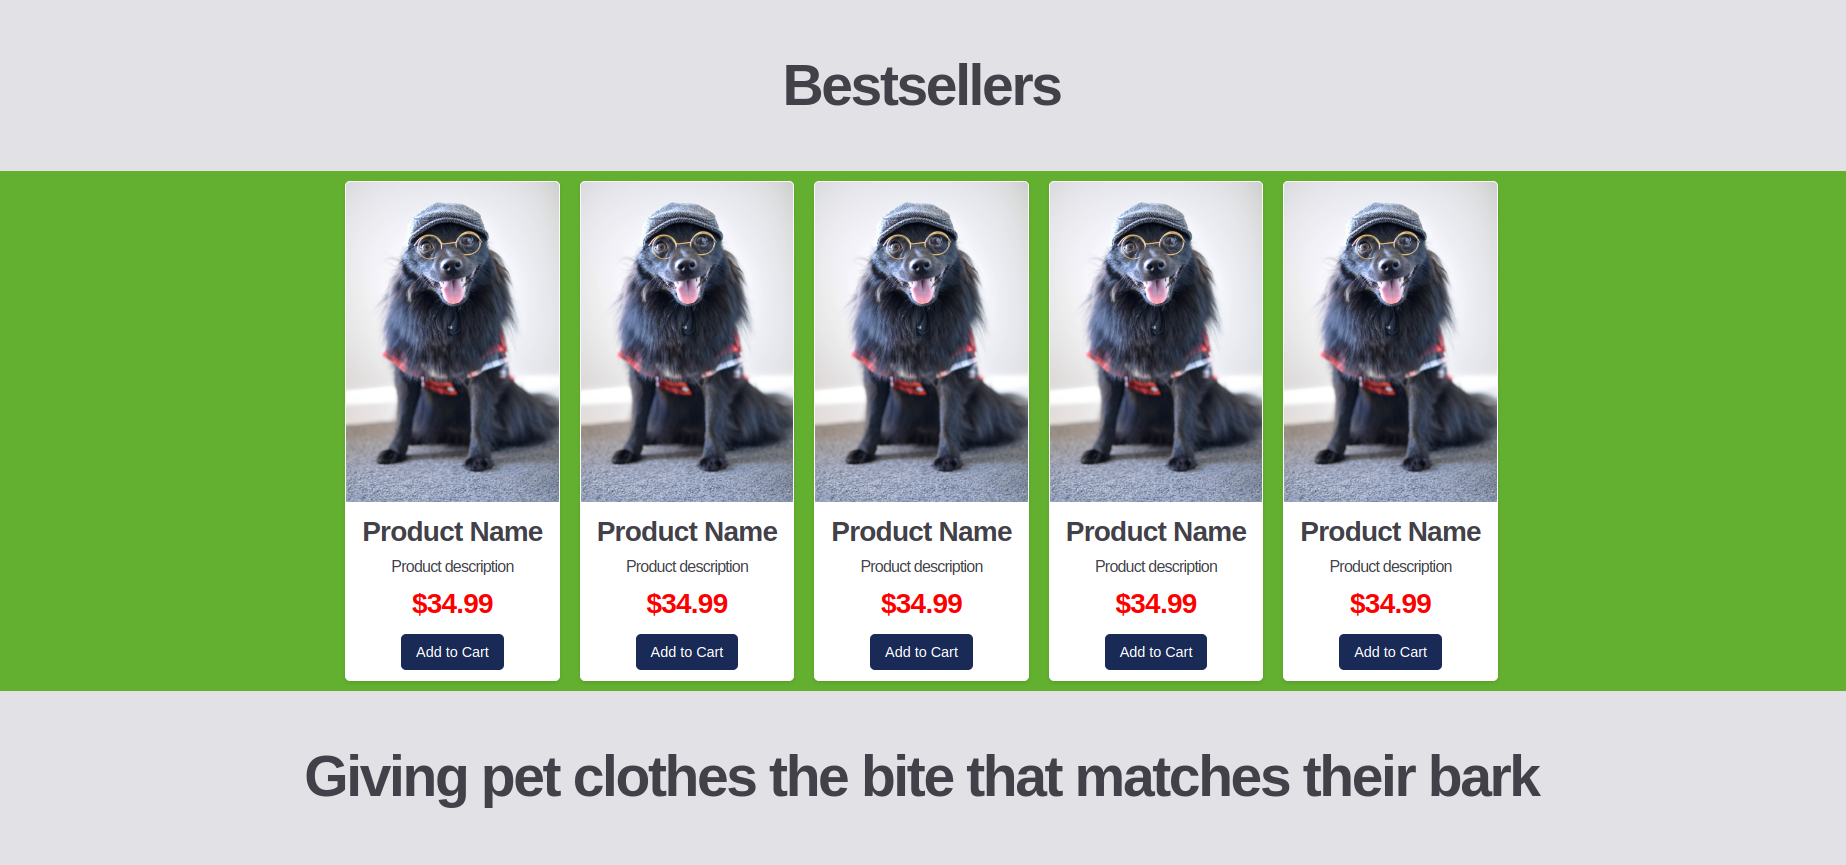 Bestsellers
Product Name Product Name Product Name Product Name Product Name
Product description Product description Product description Product description Product description
$34.99 $34.99 $34.99 $34.99 $34.99
Add to Cart Add to Cart Add to Cart Add to Cart Add to Cart
Giving pet clothes the bite that matches their bark